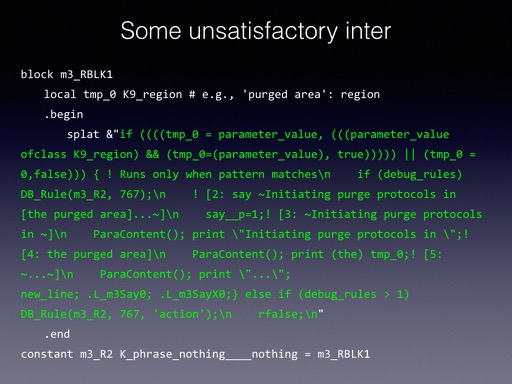 Some unsatisfactory inter
block m3_RBLK1
local tmp_0 K9_region # e.g., 'purged area': region
.begin
splat &"if ((((tmp_0 = parameter_value, (((parameter_value
ofclass K9_region) && (tmp_0=(parameter_value), true))))) || (tmp_0 =
0,false))) { ! Runs only when pattern matches\n    if (debug_rules)
DB_Rule(m3_R2, 767);\n    ! [2: say ~Initiating purge protocols in
[the purged area]...~]\n    say__p=1;! [3: ~Initiating purge protocols
in ~]\n    ParaContent(); print \"Initiating purge protocols in \";!
[4: the purged area]\n    ParaContent(); print (the) tmp_0;! [5:
~...~]\n    ParaContent(); print \"...\";
new_line; .L_m3Say0; .L_m3SayX0;} else if (debug_rules > 1)
DB_Rule(m3_R2, 767, 'action');\n    rfalse;\n"
.end
constant m3_R2 K_phrase_nothing____nothing = m3_RBLK1